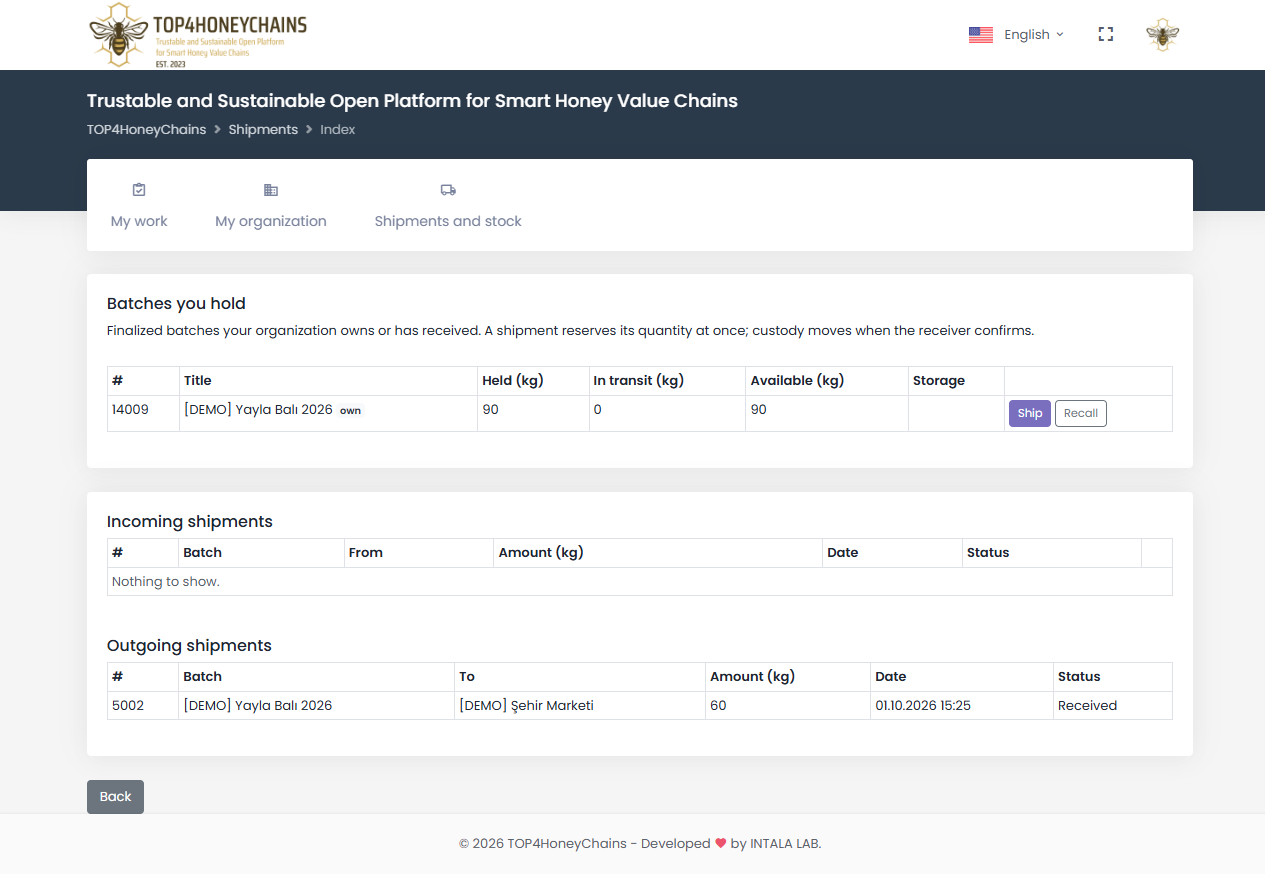 TOP4HONEYCHAINS
Trustable and Sustainable Open Platform
for Smart Honey Value Chains
EST. 2023
English
Trustable and Sustainable Open Platform for Smart Honey Value Chains
TOP4HoneyChains > Shipments > Index
My work My organization Shipments and stock
Batches you hold
Finalized batches your organization owns or has received. A shipment reserves its quantity at once; custody moves when the receiver confirms.
# Title Held (kg) In transit (kg) Available (kg) Storage
14009 [DEMO] Yayla Balı 2026 own 90 0 90 Ship Recall
Incoming shipments
# Batch From Amount (kg) Date Status
Nothing to show.
Outgoing shipments
# Batch To Amount (kg) Date Status
5002 [DEMO] Yayla Balı 2026 [DEMO] Şehir Marketi 60 01.10.2026 15:25 Received
Back
© 2026 TOP4HoneyChains - Developed ❤ by INTALA LAB.